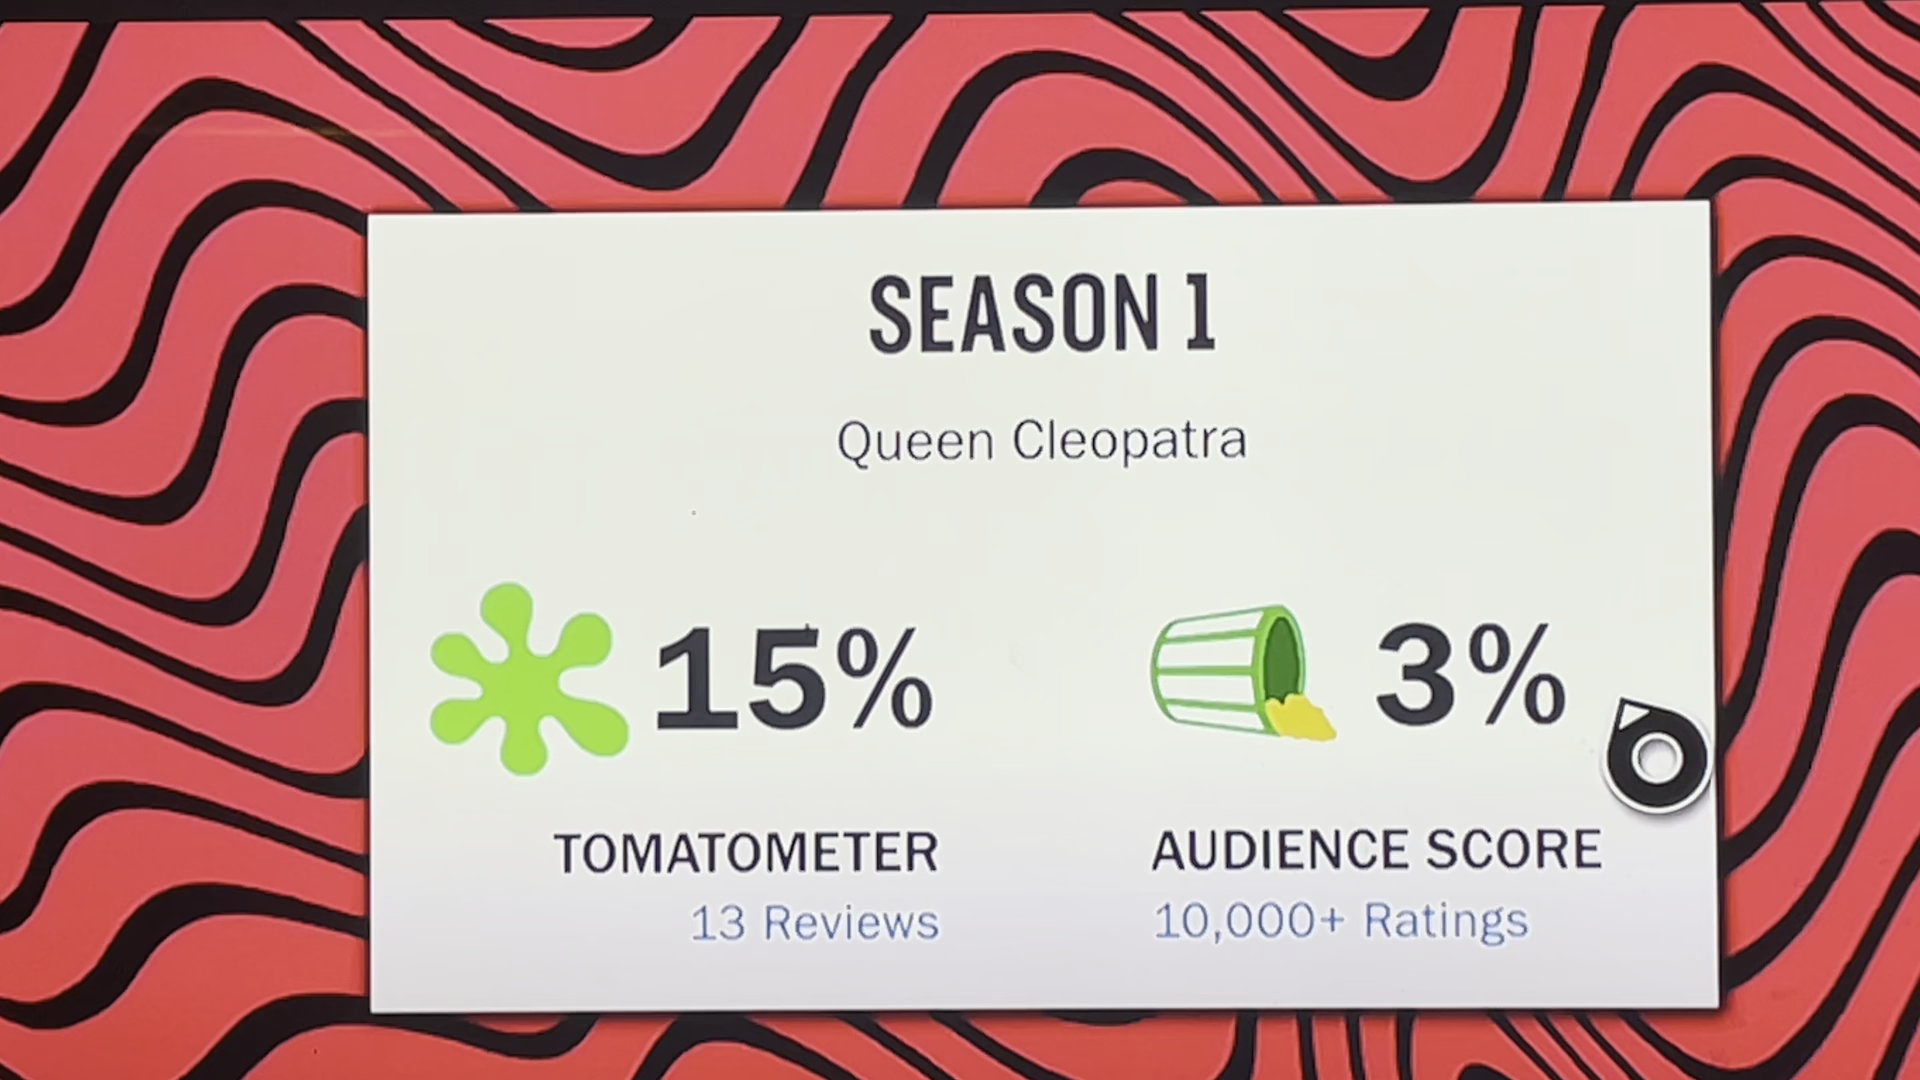 SEASON 1
Queen Cleopatra
15%
3%
TOMATOMETER
AUDIENCE SCORE
13 Reviews
10,000+ Ratings